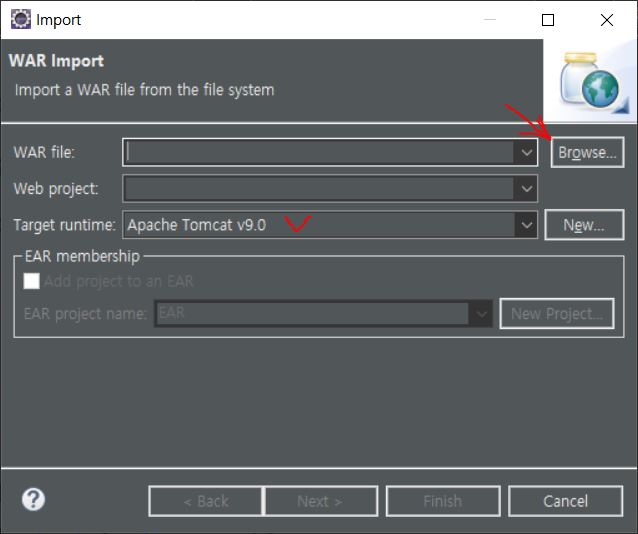 Import
WAR Import
Import a WAR file from the file system
WAR file: Browse...
Web project:
Target runtime: Apache Tomcat v9.0 New...
EAR membership
Add project to an EAR
EAR project name: EAR New Project...
? < Back Next > Finish Cancel